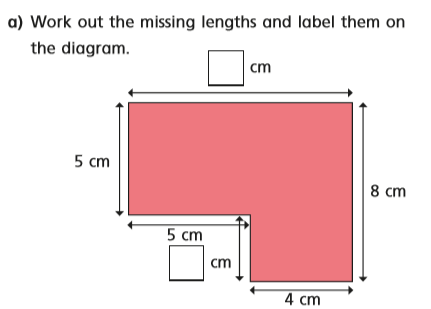 a) Work out the missing lengths and label them on
the diagram.
cm
5 cm
8 cm
5 cm
cm
4 cm